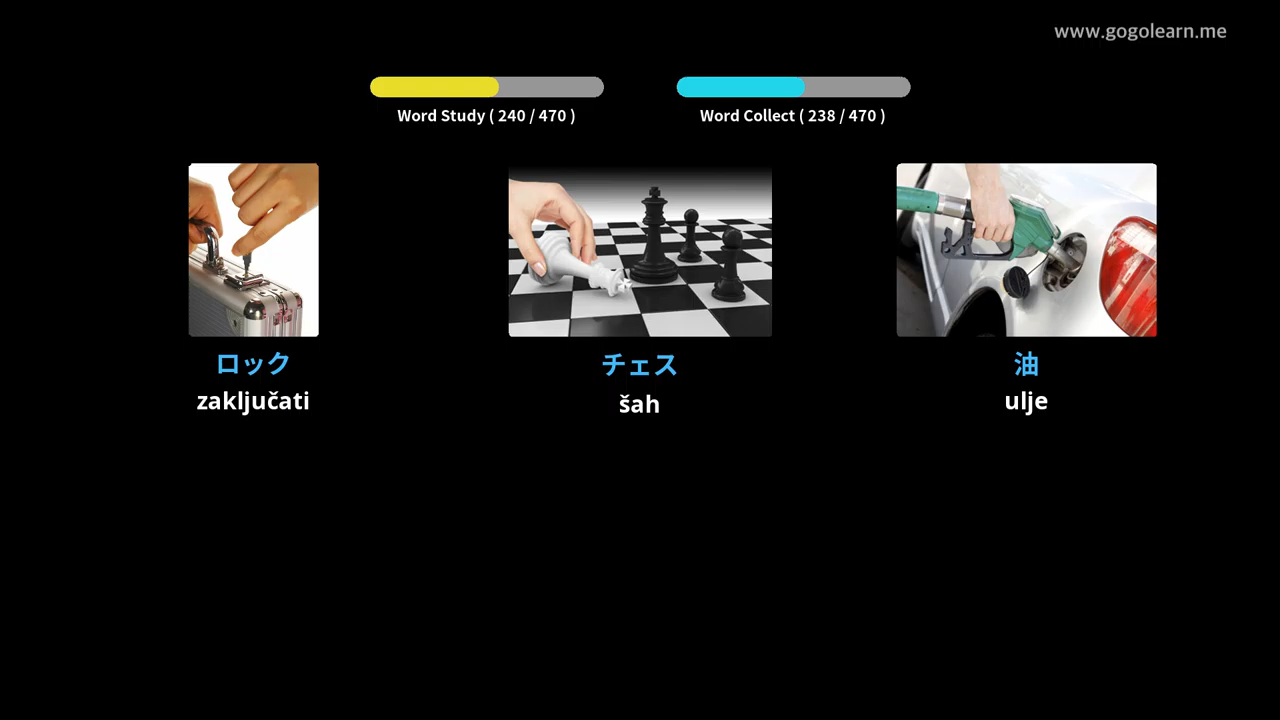 www.gogolearn.me
Word Study ( 240 / 470 )
Word Collect ( 238 / 470 )
ロック
チェス
油
zaključati
šah
ulje